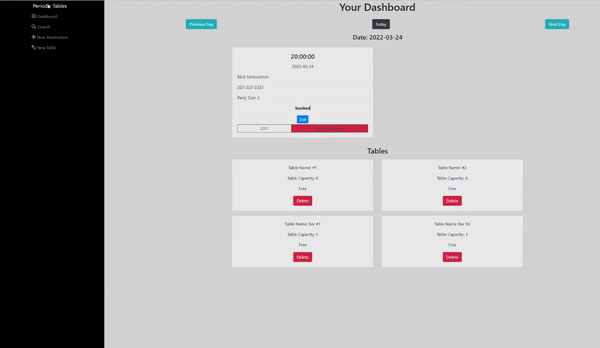 Periodic Tables
Dashboard
Search
New Reservation
New Table
Your Dashboard
Previous Day
Today
Next Day
Date: 2022-03-24
20:00:00
2022-03-24
222-222-2222
Party Size: 2
booked
Seat
EDIT
Tables
Table Name: #1
Table Capacity: 6
Free
Delete
Table Name: #2
Table Capacity: 6
Free
Delete
Table Name: Bar #1
Table Capacity: 1
Free
Delete
Table Name: Bar #2
Table Capacity: 1
Free
Delete